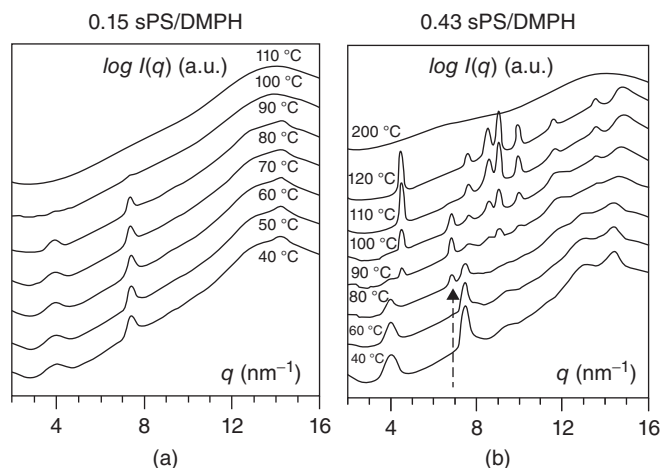 0.15 sPS/DMPH
log I(q) (a.u.)
110 °C
100 °C
90 °C
80 °C
70 °C
60 °C
50 °C
40 °C
q (nm⁻¹)
4 8 12 16
(a)
0.43 sPS/DMPH
log I(q) (a.u.)
200 °C
120 °C
110 °C
100 °C
90 °C
80 °C
60 °C
40 °C
q (nm⁻¹)
4 8 12 16
(b)